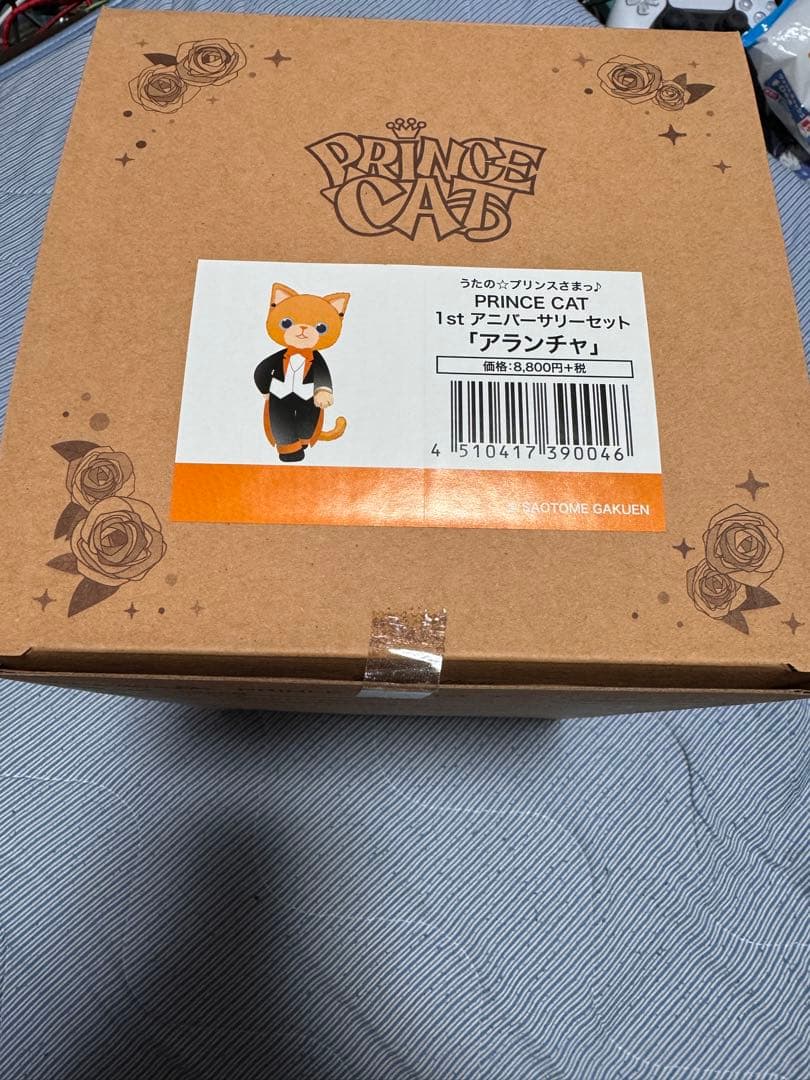 PRINCE
CAT
うたの☆プリンスさまっ♪
PRINCE CAT
1st アニバーサリーセット
「アランチャ」
価格:8,800円+税
4 510417 390046
SAOTOME GAKUEN